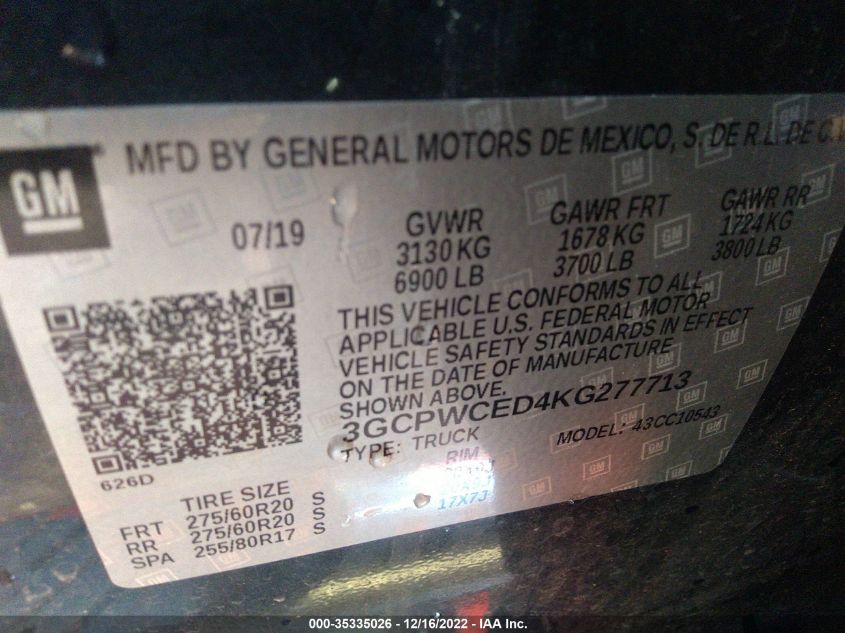 MFD BY GENERAL MOTORS DE MEXICO, S, DE R.L. DE C.V
GM
07/19
GVWR GAWR FRT GAWR RR
3130 KG 1678 KG 1724 KG
6900 LB 3700 LB 3800 LB
THIS VEHICLE CONFORMS TO ALL
APPLICABLE U.S. FEDERAL MOTOR
VEHICLE SAFETY STANDARDS IN EFFECT
ON THE DATE OF MANUFACTURE
SHOWN ABOVE.
3GCPWCED4KG277713
TYPE: TRUCK MODEL: 43CC10543
626D
TIRE SIZE RIM
FRT 275/60R20 S
RR 275/60R20 S
SPA 255/80R17 S 17X7J
000-35335026 - 12/16/2022 - IAA Inc.